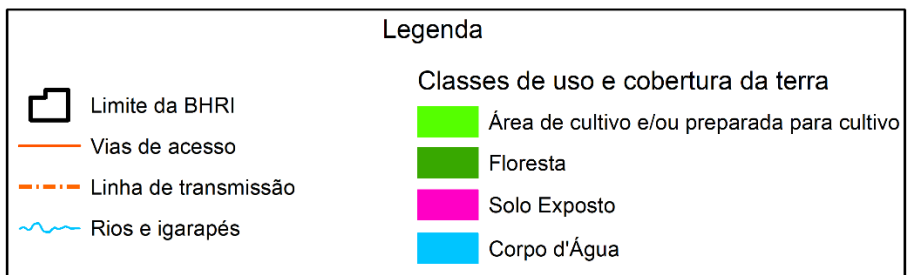 Legenda
Limite da BHRI
Vias de acesso
Linha de transmissão
Rios e igarapés
Classes de uso e cobertura da terra
Área de cultivo e/ou preparada para cultivo
Floresta
Solo Exposto
Corpo d'Água